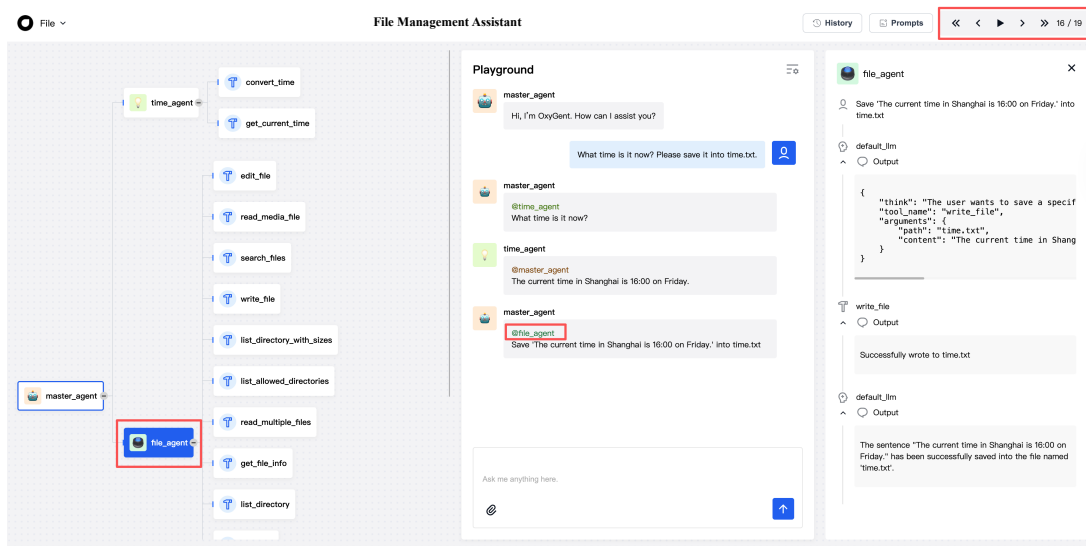 File
File Management Assistant
History
Prompts
16 / 19
time_agent
convert_time
get_current_time
edit_file
read_media_file
search_files
write_file
list_directory_with_sizes
list_allowed_directories
master_agent
read_multiple_files
file_agent
get_file_info
list_directory
Playground
master_agent
Hi, I'm OxyGent. How can I assist you?
What time is it now? Please save it into time.txt.
master_agent
@time_agent
What time is it now?
time_agent
@master_agent
The current time in Shanghai is 16:00 on Friday.
master_agent
@file_agent
Save 'The current time in Shanghai is 16:00 on Friday.' into time.txt
Ask me anything here.
file_agent
Save 'The current time in Shanghai is 16:00 on Friday.' into
time.txt
default_llm
Output
{
"think": "The user wants to save a specif
"tool_name": "write_file",
"arguments": {
"path": "time.txt",
"content": "The current time in Shang
}
}
write_file
Output
Successfully wrote to time.txt
default_llm
Output
The sentence "The current time in Shanghai is 16:00 on
Friday." has been successfully saved into the file named
'time.txt'.